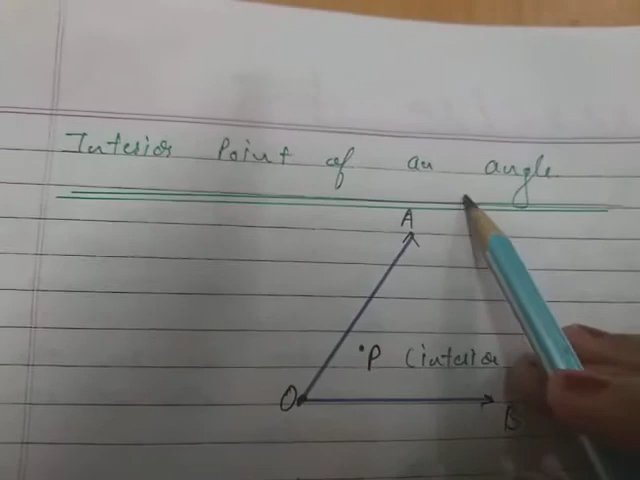 Interior Point of an angle
A
•P (interior
O
B